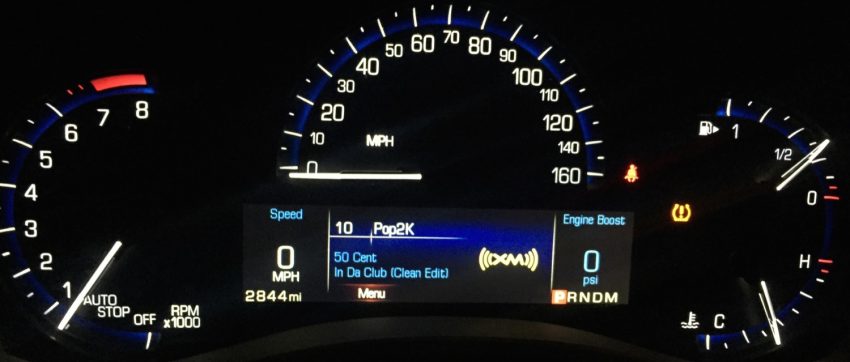 8
7
6
5
4
3
2
1
AUTO
STOP
OFF
RPM
x1000
0
10
20
30
40
50
60
70
80
90
100
110
120
140
160
MPH
Speed
0
MPH
2844 mi
10 Pop2K
50 Cent
In Da Club (Clean Edit)
XM
Menu
Engine Boost
0
psi
PRNDM
1
1/2
0
H
C